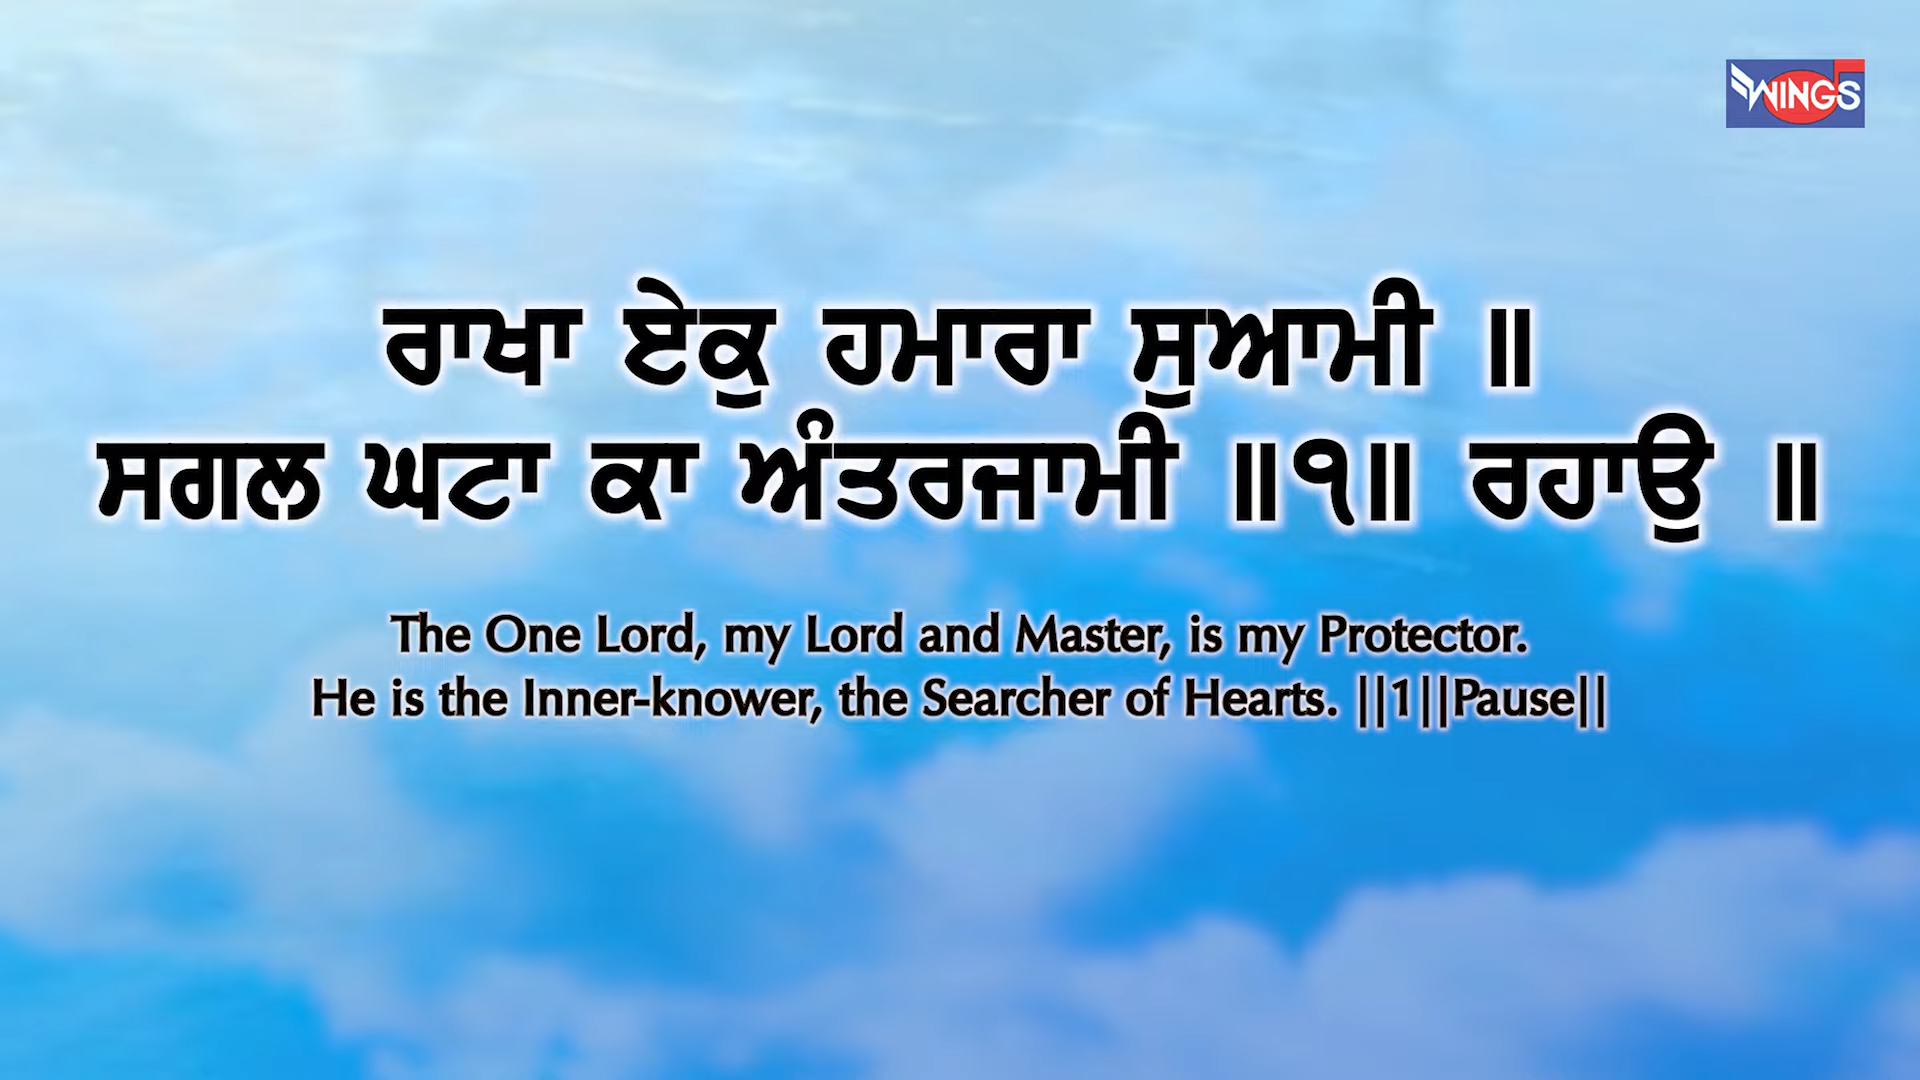 WINGS
ਰਾਖਾ ਏਕੁ ਹਮਾਰਾ ਸੁਆਮੀ ॥
ਸਗਲ ਘਟਾ ਕਾ ਅੰਤਰਜਾਮੀ ॥੧॥ ਰਹਾਉ ॥
The One Lord, my Lord and Master, is my Protector.
He is the Inner-knower, the Searcher of Hearts. ||1||Pause||